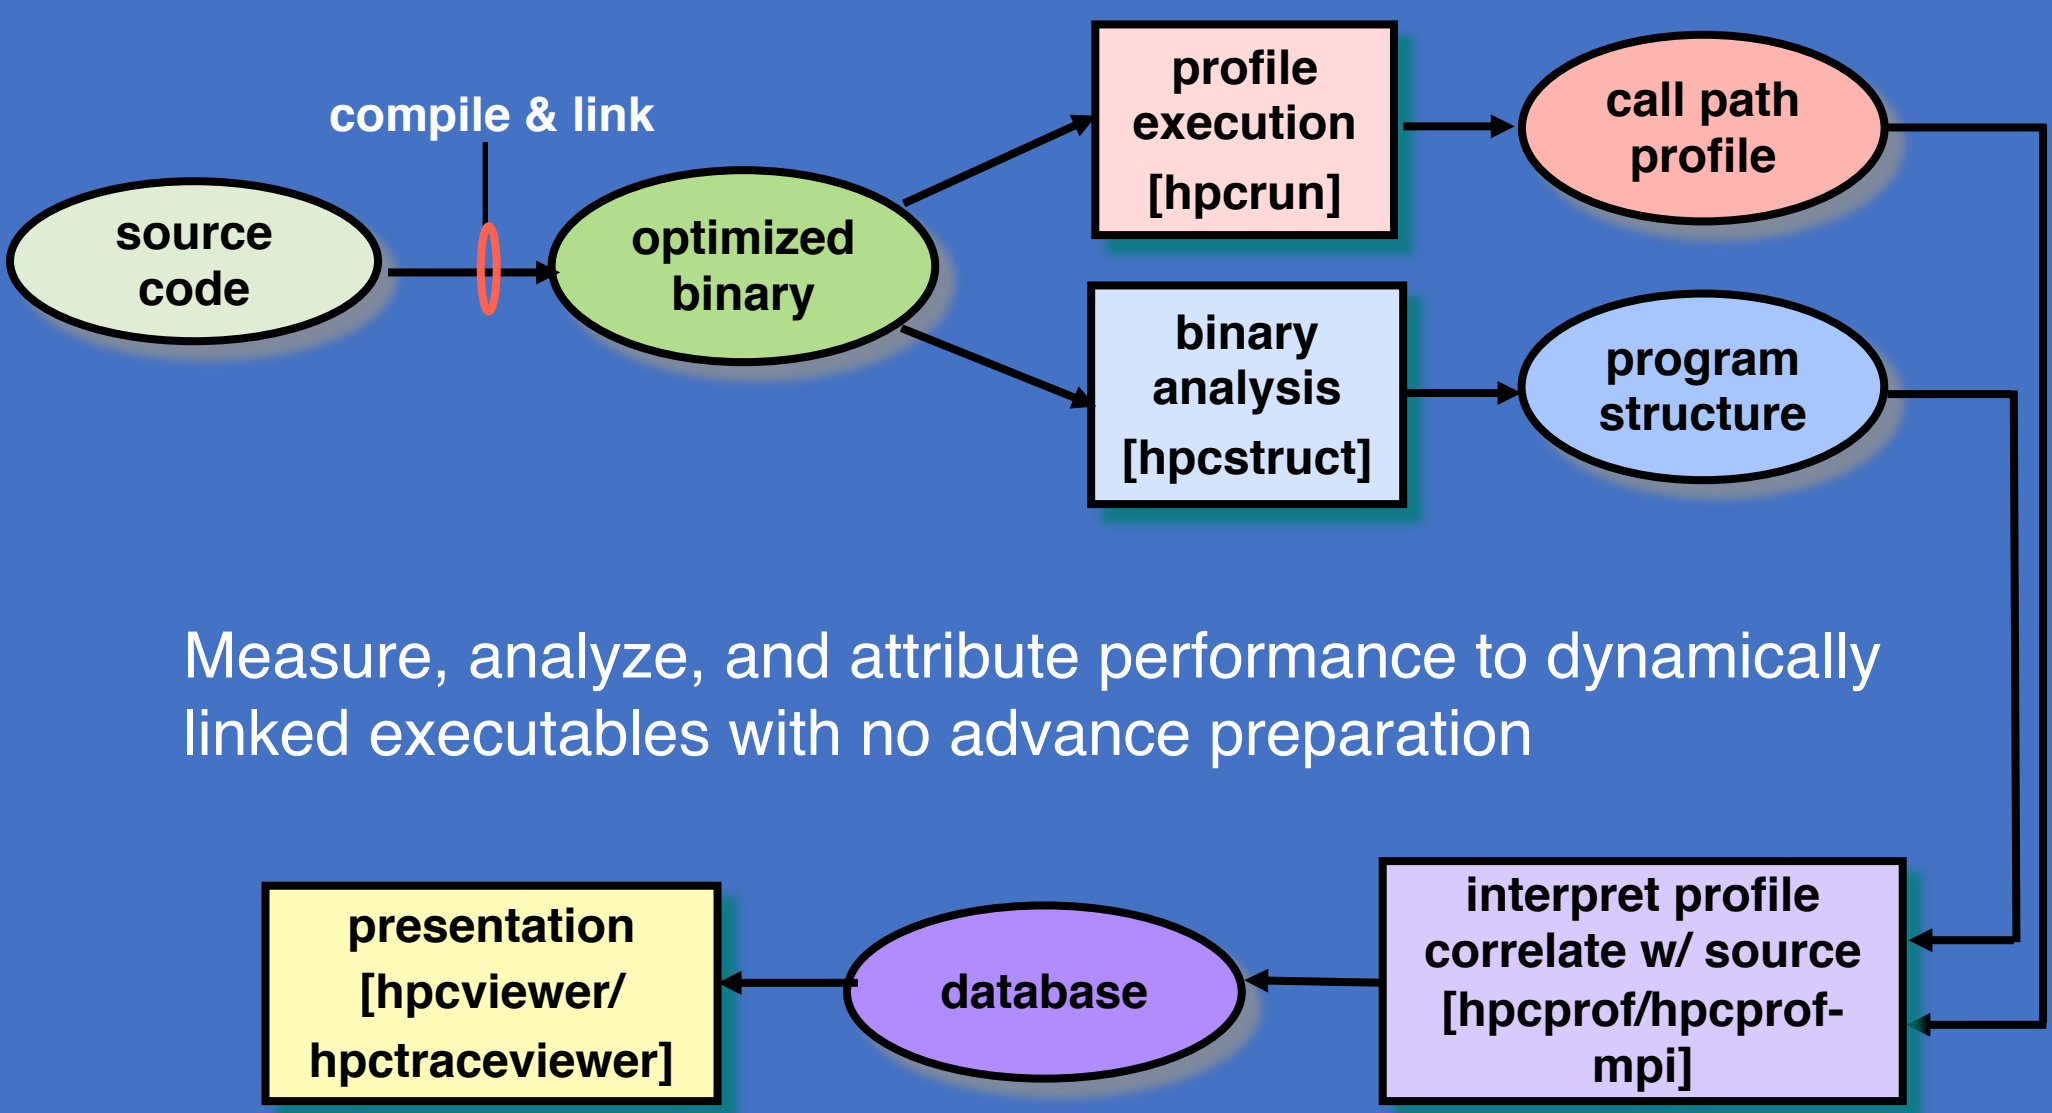 compile & link
source
code
optimized
binary
profile
execution
[hpcrun]
call path
profile
binary
analysis
[hpcstruct]
program
structure
Measure, analyze, and attribute performance to dynamically
linked executables with no advance preparation
interpret profile
correlate w/ source
[hpcprof/hpcprof-
mpi]
database
presentation
[hpcviewer/
hpctraceviewer]